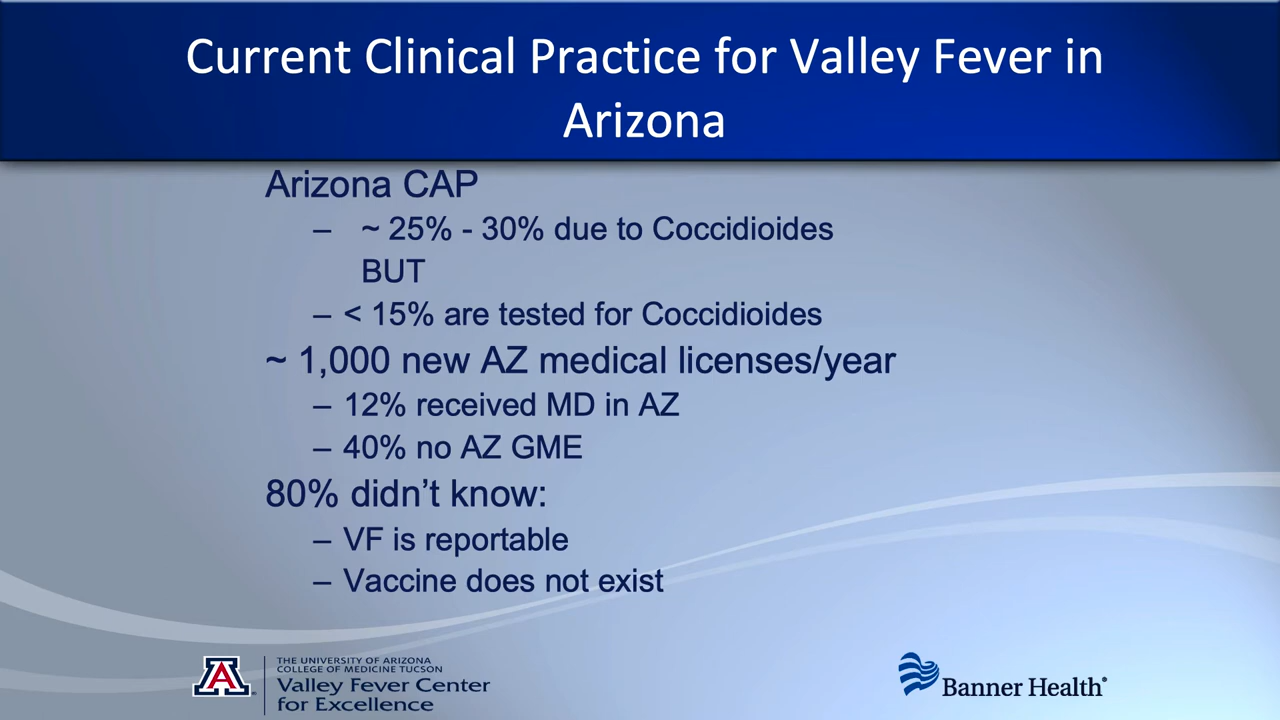 Current Clinical Practice for Valley Fever in
Arizona
Arizona CAP
– ~ 25% - 30% due to Coccidioides
BUT
– < 15% are tested for Coccidioides
~ 1,000 new AZ medical licenses/year
– 12% received MD in AZ
– 40% no AZ GME
80% didn’t know:
– VF is reportable
– Vaccine does not exist
A
THE UNIVERSITY OF ARIZONA
COLLEGE OF MEDICINE TUCSON
Valley Fever Center
for Excellence
Banner Health®